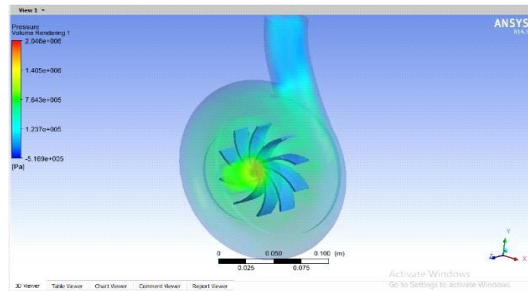 View 1
ANSYS
R14.5
Pressure
Volume Rendering 1
2.046e+006
1.405e+006
7.643e+005
1.237e+005
-5.169e+005
[Pa]
0 0.050 0.100 (m)
0.025 0.075
Y
X
Activate Windows
Go to Settings to activate Windows.
3D Viewer Table Viewer Chart Viewer Comment Viewer Report Viewer